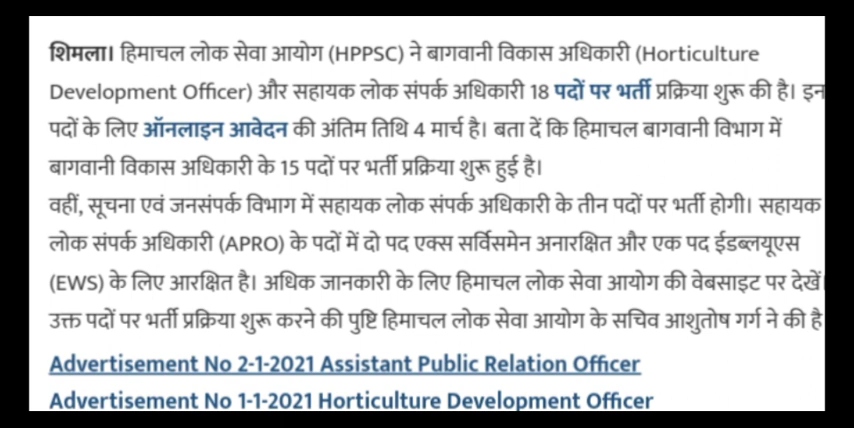 शिमला। हिमाचल लोक सेवा आयोग (HPPSC) ने बागवानी विकास अधिकारी (Horticulture
Development Officer) और सहायक लोक संपर्क अधिकारी 18 पदों पर भर्ती प्रक्रिया शुरू की है। इन
पदों के लिए ऑनलाइन आवेदन की अंतिम तिथि 4 मार्च है। बता दें कि हिमाचल बागवानी विभाग में
बागवानी विकास अधिकारी के 15 पदों पर भर्ती प्रक्रिया शुरू हुई है।
वहीं, सूचना एवं जनसंपर्क विभाग में सहायक लोक संपर्क अधिकारी के तीन पदों पर भर्ती होगी। सहायक
लोक संपर्क अधिकारी (APRO) के पदों में दो पद एक्स सर्विसमेन अनारक्षित और एक पद ईडब्लयूएस
(EWS) के लिए आरक्षित है। अधिक जानकारी के लिए हिमाचल लोक सेवा आयोग की वेबसाइट पर देखें।
उक्त पदों पर भर्ती प्रक्रिया शुरू करने की पुष्टि हिमाचल लोक सेवा आयोग के सचिव आशुतोष गर्ग ने की है
Advertisement No 2-1-2021 Assistant Public Relation Officer
Advertisement No 1-1-2021 Horticulture Development Officer